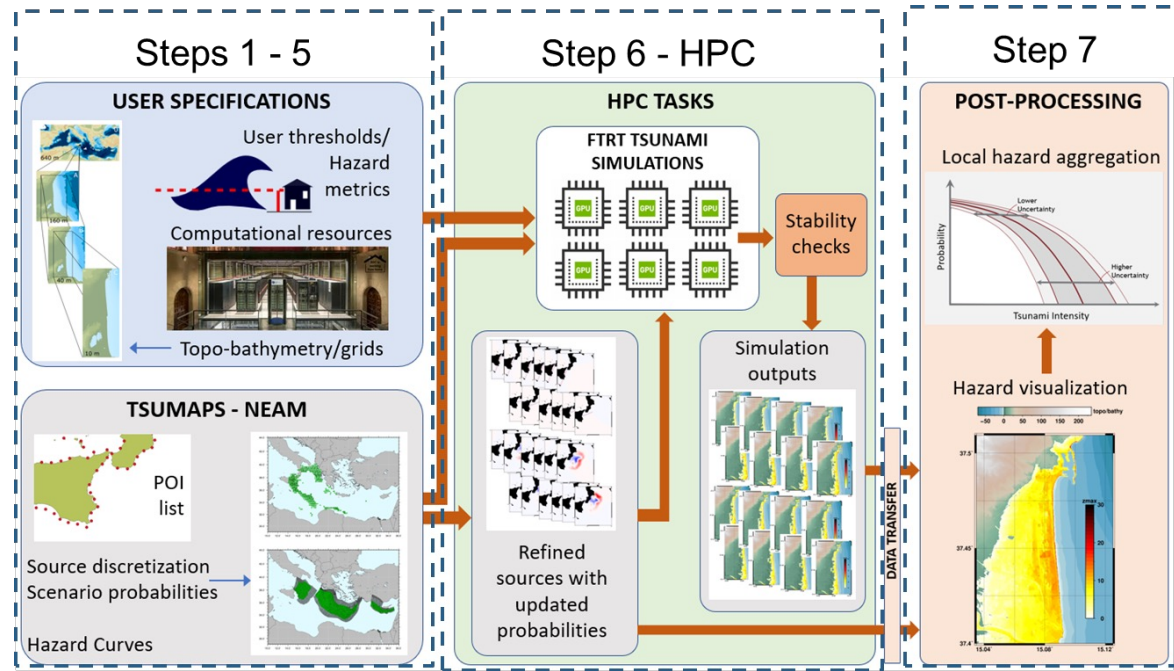 Steps 1 - 5
USER SPECIFICATIONS
640 m
160 m
40 m
10 m
User thresholds/
Hazard
metrics
Computational resources
Topo-bathymetry/grids
TSUMAPS - NEAM
POI
list
Source discretization
Scenario probabilities
Hazard Curves
Step 6 - HPC
HPC TASKS
FTRT TSUNAMI
SIMULATIONS
GPU
GPU
GPU
GPU
GPU
GPU
Stability
checks
Refined
sources with
updated
probabilities
Simulation
outputs
DATA TRANSFER
Step 7
POST-PROCESSING
Local hazard aggregation
Probability
Lower
Uncertainty
Higher
Uncertainty
Tsunami Intensity
Hazard visualization
topo/bathy
-50 0 50 100 150 200
37.5
37.45
37.4
15.04 15.08 15.12
30
20
10
0